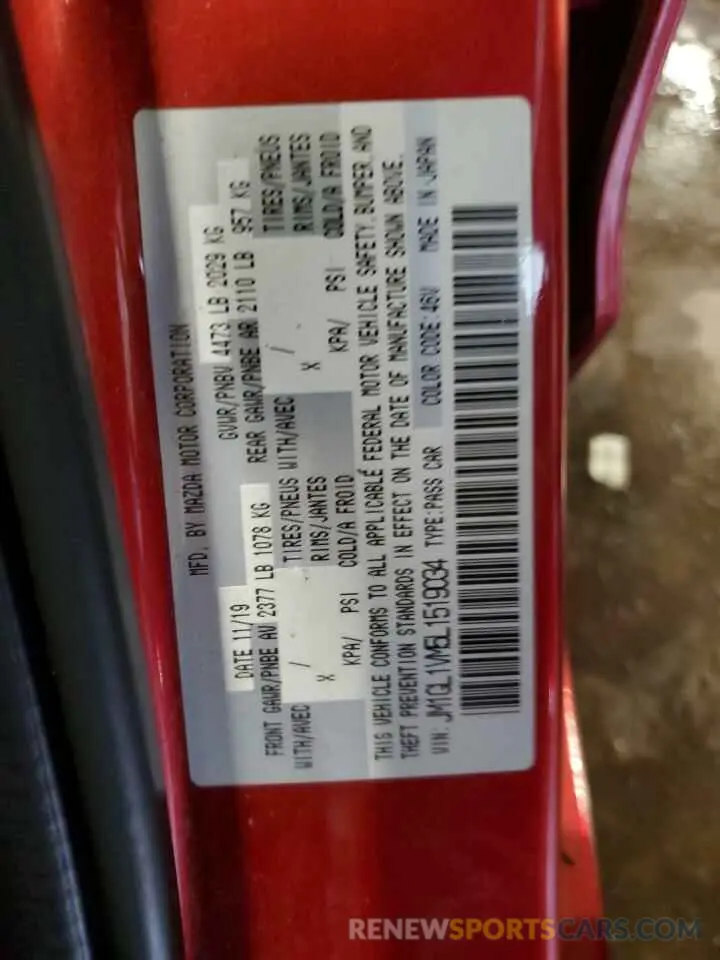 MFD. BY MAZDA MOTOR CORPORATION
DATE 11/19 GVWR/PNBV 4473 LB 2029 KG
FRONT GAWR/PNBE AV 2377 LB 1078 KG REAR GAWR/PNBE AR 2110 LB 957 KG
WITH/AVEC / TIRES/PNEUS WITH/AVEC / TIRES/PNEUS
X RIMS/JANTES X RIMS/JANTES
KPA/ PSI COLD/A FROID KPA/ PSI COLD/A FROID
THIS VEHICLE CONFORMS TO ALL APPLICABLE FEDERAL MOTOR VEHICLE SAFETY, BUMPER, AND
THEFT PREVENTION STANDARDS IN EFFECT ON THE DATE OF MANUFACTURE SHOWN ABOVE.
VIN: JM1GL1VM5L1519034 TYPE:PASS CAR COLOR CODE:46V MADE IN JAPAN
RENEWSPORTSCARS.COM